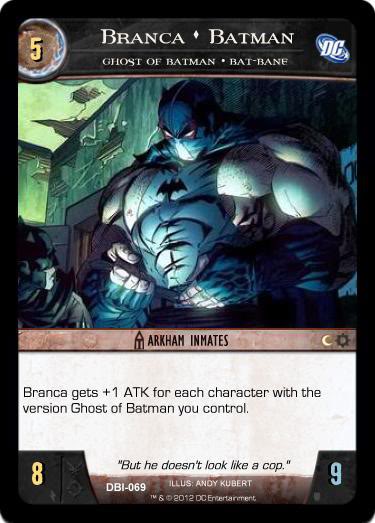 5
BRANCA ♦ BATMAN
GHOST OF BATMAN • BAT-BANE
DC
ARKHAM INMATES
Branca gets +1 ATK for each character with the
version Ghost of Batman you control.
"But he doesn't look like a cop."
8
DBI-069
ILLUS: ANDY KUBERT
9
™ & © 2012 DC Entertainment.